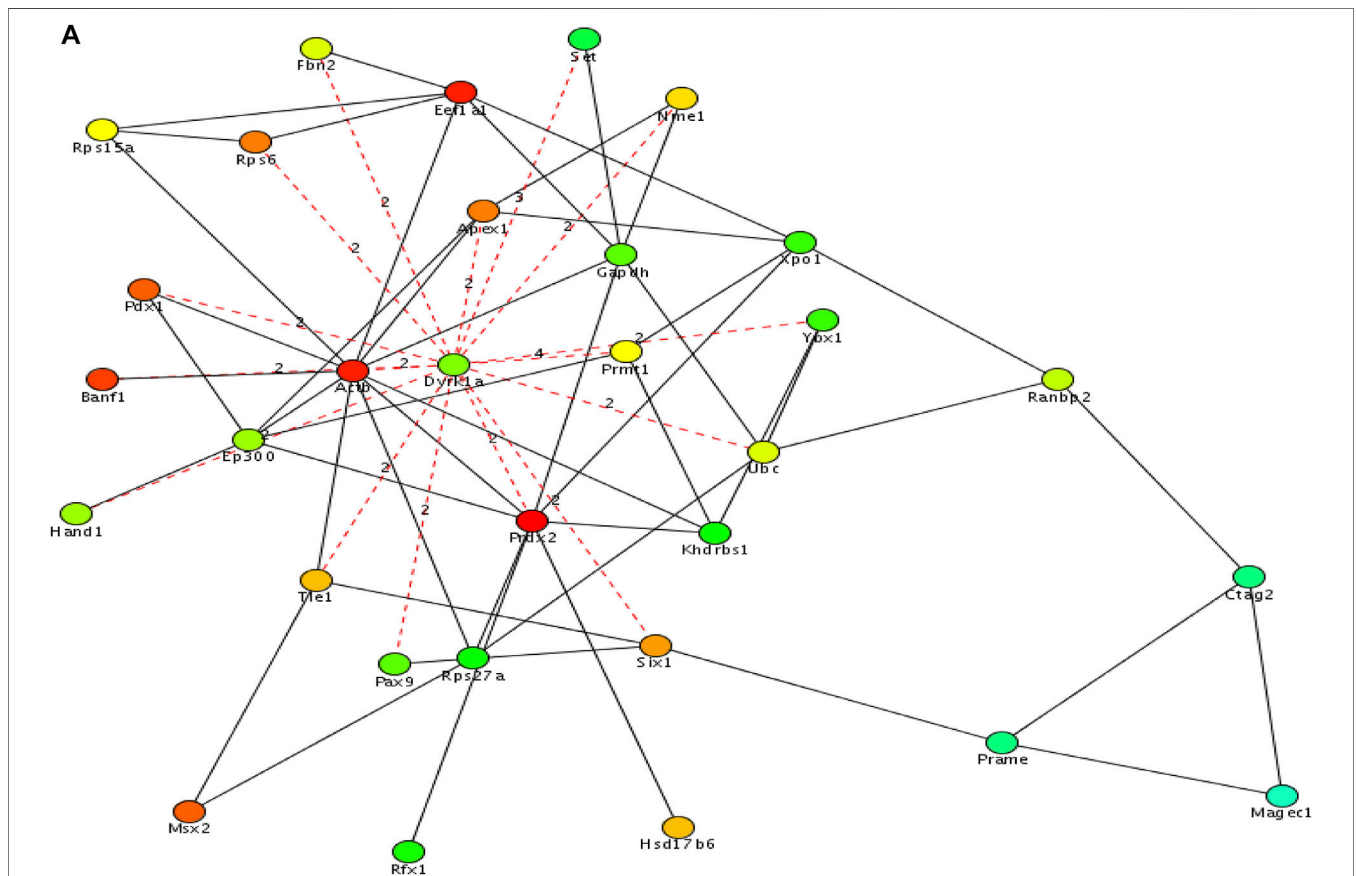 A
Set
Fbn2
Eef1a1
Nme1
Rps15a
Rps6
2
3
2
Apex1
2
Xpo1
Gapdh
2
Pdx1
2
Ybx1
2
4
2
2
Prmt1
Actb
Dyrk1a
Banf1
Ranbp2
2
2
2
Ep300
2
Ubc
2
2
Hand1
Prdx2
Khdrbs1
Tle1
Ctag2
Pax9
Rps27a
Six1
Prame
Magec1
Msx2
Hsd17b6
Rfx1